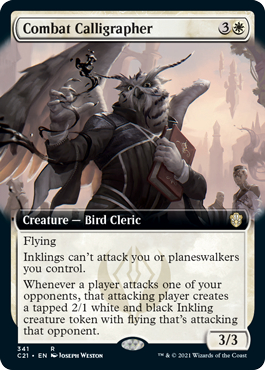 Combat Calligrapher 3
Creature — Bird Cleric
Flying
Inklings can't attack you or planeswalkers
you control.
Whenever a player attacks one of your
opponents, that attacking player creates
a tapped 2/1 white and black Inkling
creature token with flying that's attacking
that opponent.
3/3
341 R
C21 • EN Joseph Weston
™ & © 2021 Wizards of the Coast